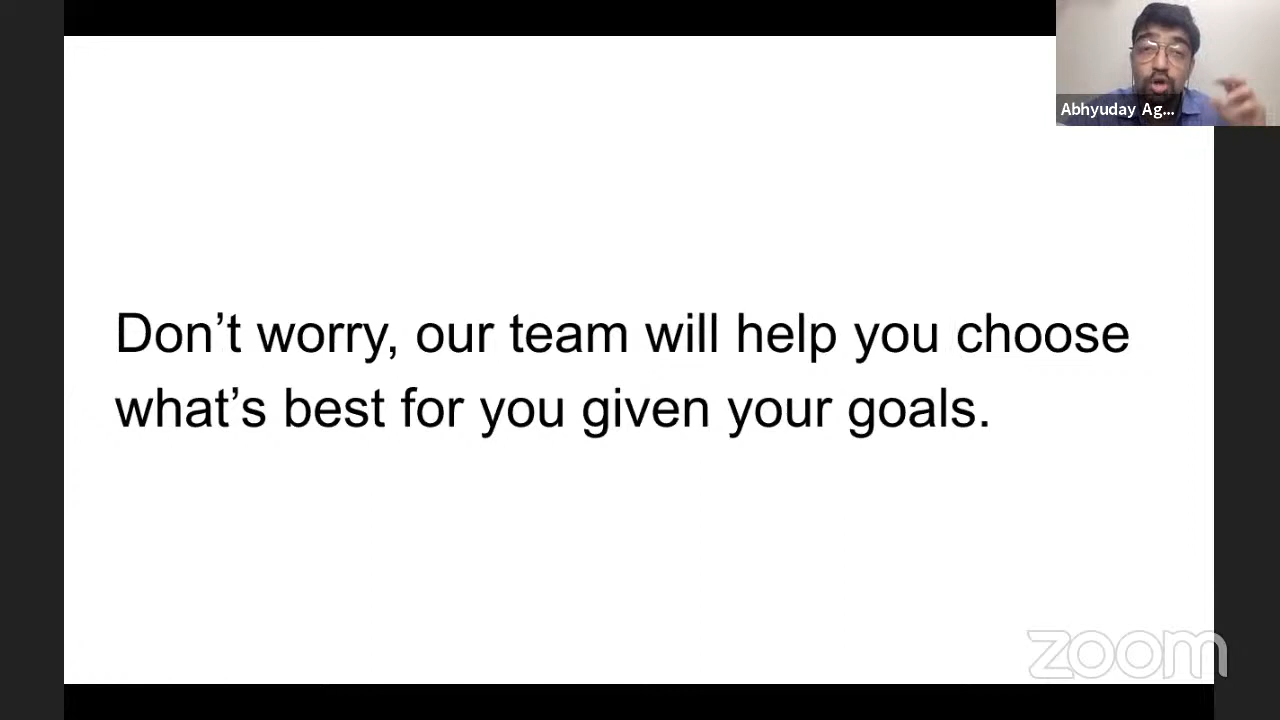 Abhyuday Ag...
Don’t worry, our team will help you choose
what’s best for you given your goals.
zoom